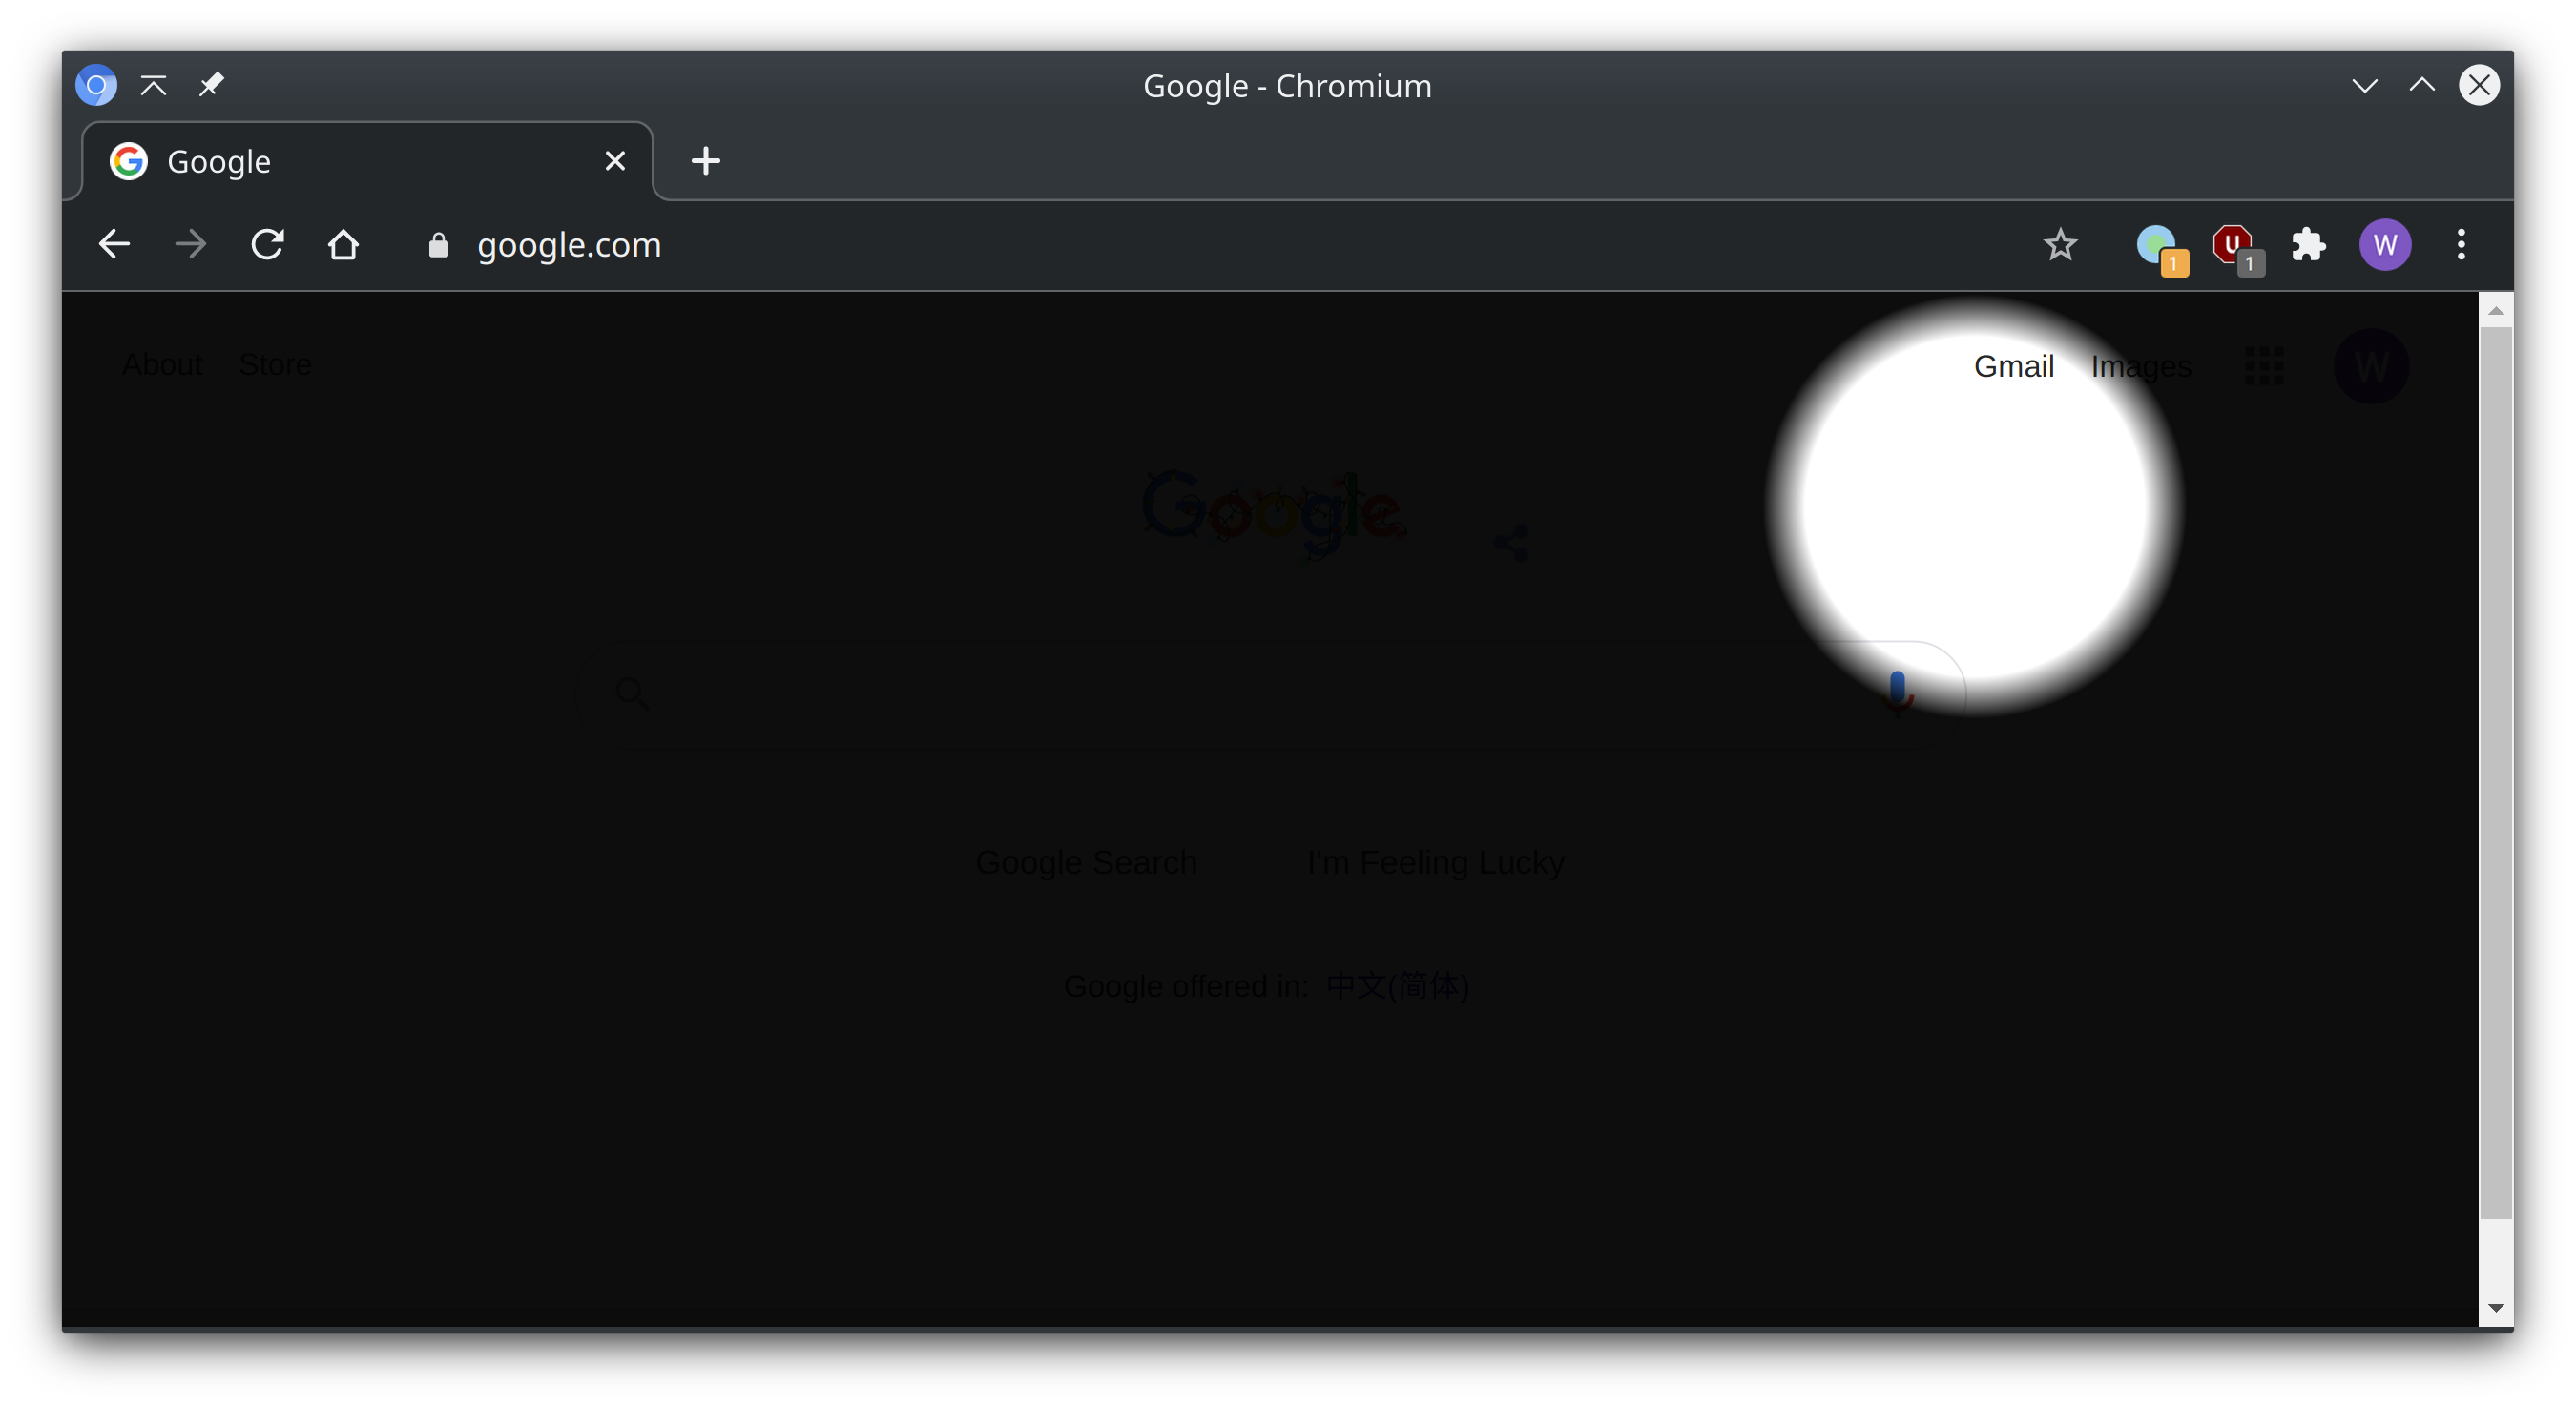 Google - Chromium
Google
google.com
1 U 1 W
About Store Gmail Images W
Google
Google Search I'm Feeling Lucky
Google offered in: 中文(简体)